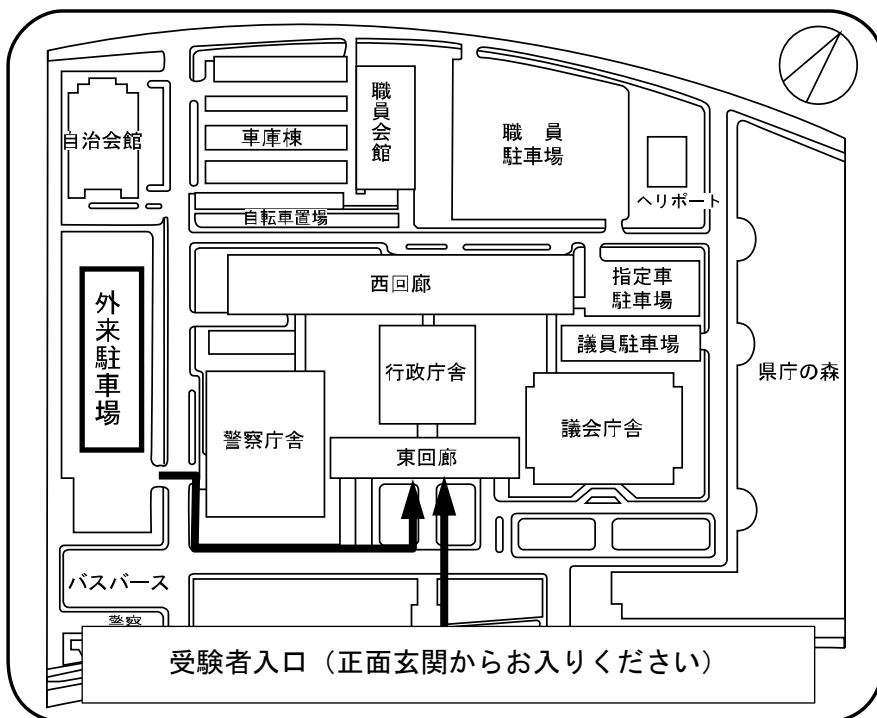 自治会館
車庫棟
職員会館
職　員
駐車場
ヘリポート
自転車置場
外来駐車場
西回廊
指定車
駐車場
議員駐車場
行政庁舎
県庁の森
警察庁舎
議会庁舎
東回廊
バスバース
警察
受験者入口（正面玄関からお入りください）